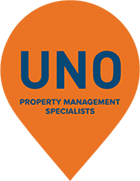 UNO
PROPERTY MANAGEMENT
SPECIALISTS